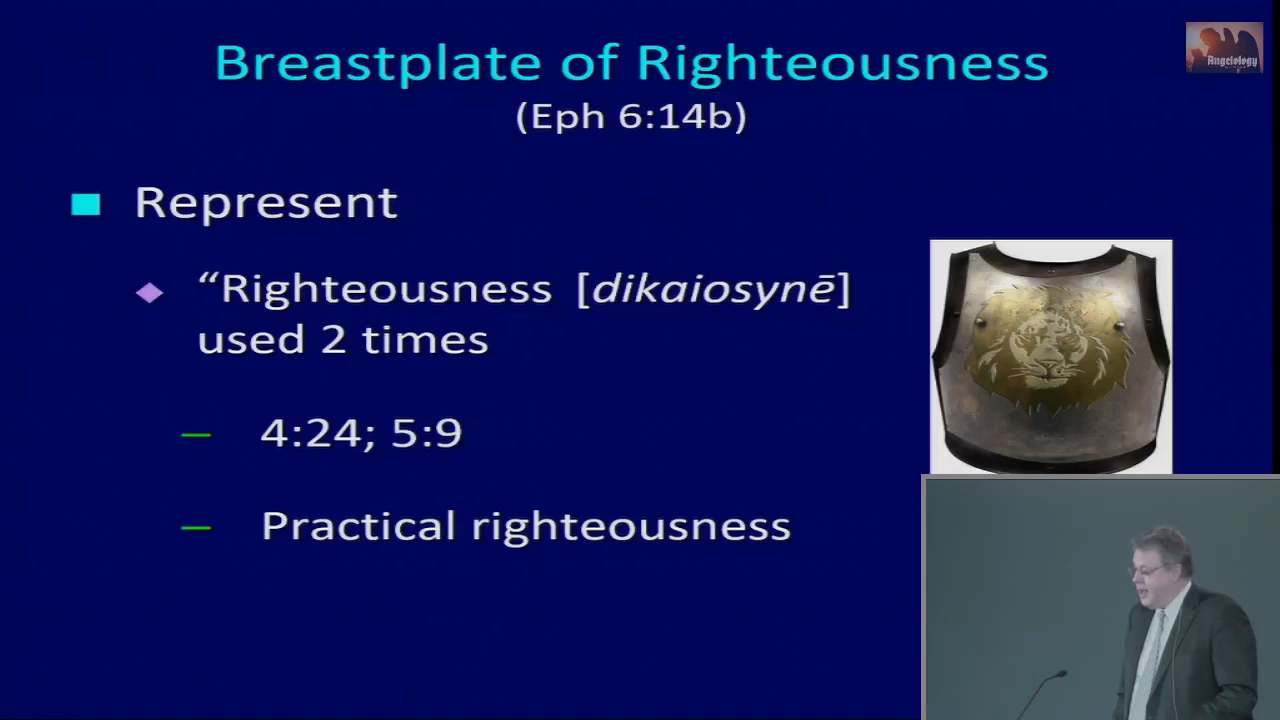 Angelology
Breastplate of Righteousness
(Eph 6:14b)
Represent
“Righteousness [dikaiosynē]
used 2 times
– 4:24; 5:9
– Practical righteousness